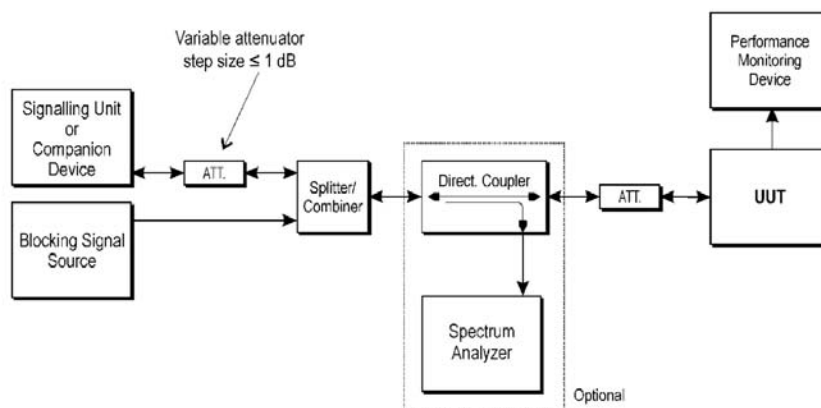 Variable attenuator
step size ≤ 1 dB
Performance
Monitoring
Device
Signalling Unit
or
Companion
Device
ATT.
Splitter/
Combiner
Direct. Coupler
ATT.
UUT
Blocking Signal
Source
Spectrum
Analyzer
Optional